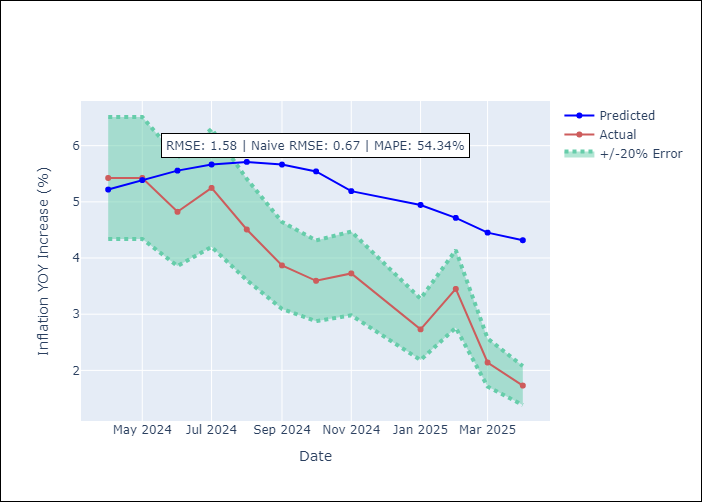 RMSE: 1.58 | Naive RMSE: 0.67 | MAPE: 54.34%
Predicted
Actual
+/-20% Error
Inflation YOY Increase (%)
6
5
4
3
2
May 2024
Jul 2024
Sep 2024
Nov 2024
Jan 2025
Mar 2025
Date